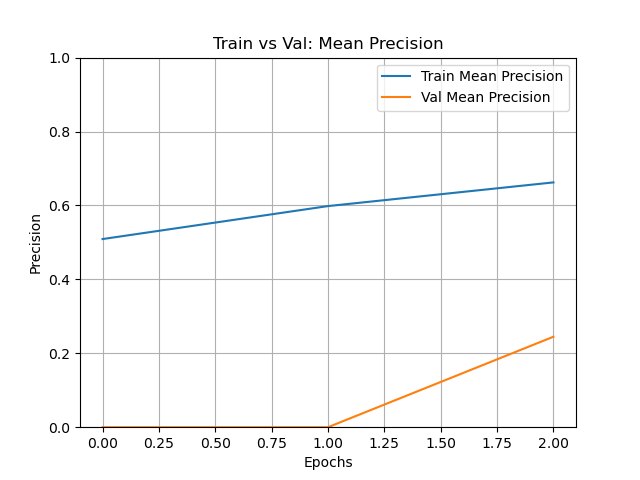 Train vs Val: Mean Precision
Train Mean Precision
Val Mean Precision
Precision
1.0
0.8
0.6
0.4
0.2
0.0
0.00 0.25 0.50 0.75 1.00 1.25 1.50 1.75 2.00
Epochs